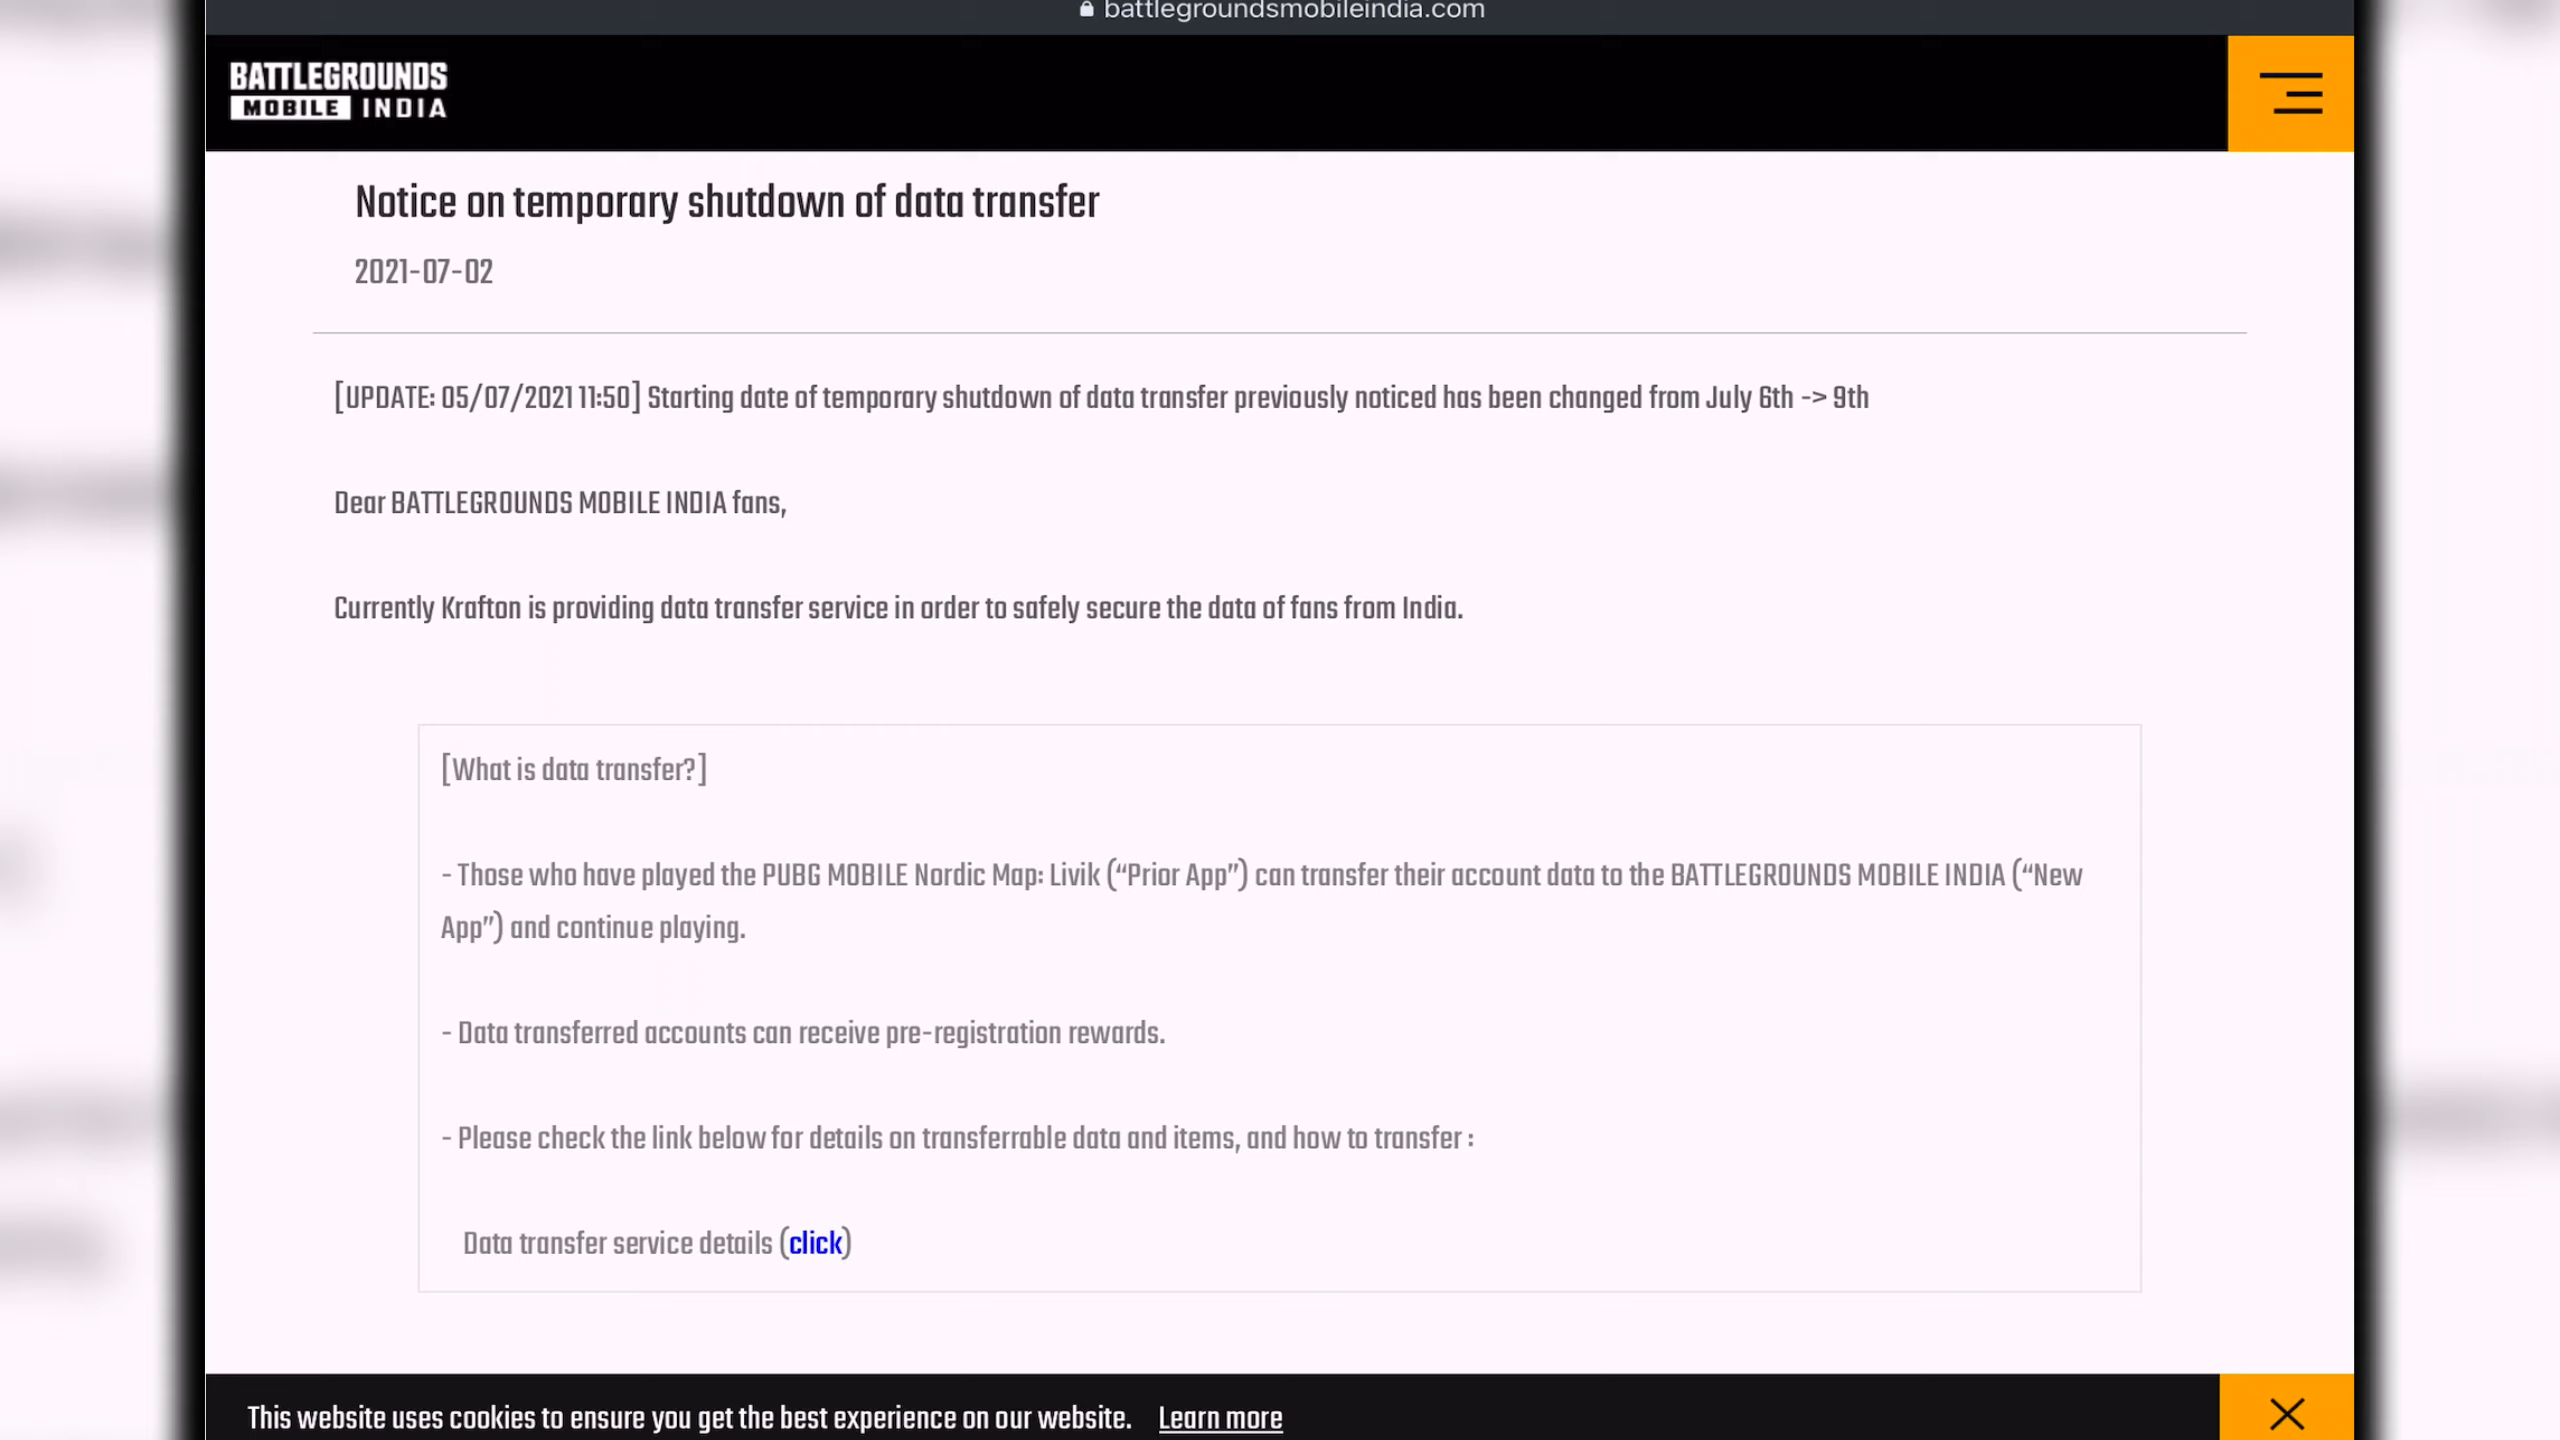 battlegroundsmobileindia.com
BATTLEGROUNDS
MOBILE INDIA
Notice on temporary shutdown of data transfer
2021-07-02
[UPDATE: 05/07/2021 11:50] Starting date of temporary shutdown of data transfer previously noticed has been changed from July 6th -> 9th
Dear BATTLEGROUNDS MOBILE INDIA fans,
Currently Krafton is providing data transfer service in order to safely secure the data of fans from India.
[What is data transfer?]
- Those who have played the PUBG MOBILE Nordic Map: Livik (“Prior App”) can transfer their account data to the BATTLEGROUNDS MOBILE INDIA (“New
App”) and continue playing.
- Data transferred accounts can receive pre-registration rewards.
- Please check the link below for details on transferrable data and items, and how to transfer :
Data transfer service details (click)
This website uses cookies to ensure you get the best experience on our website. Learn more